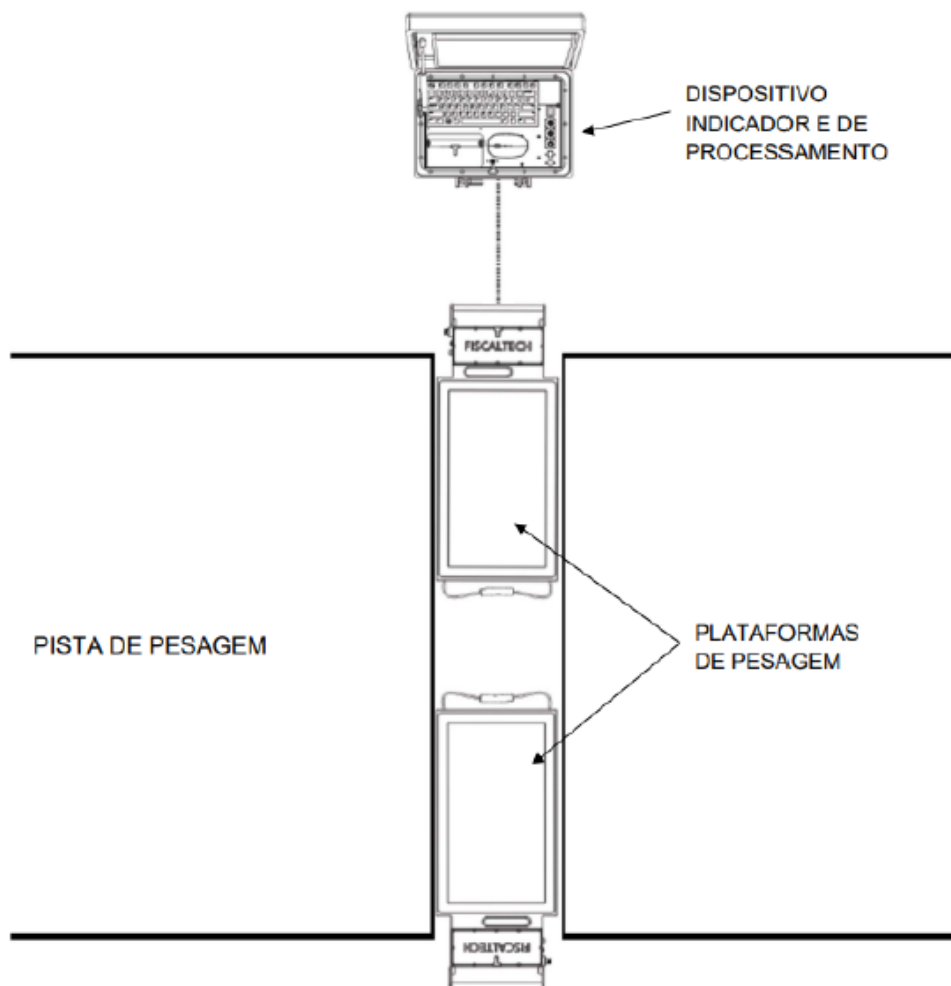 DISPOSITIVO
INDICADOR E DE
PROCESSAMENTO
FISCALTECH
PISTA DE PESAGEM
PLATAFORMAS
DE PESAGEM
FISCALTECH